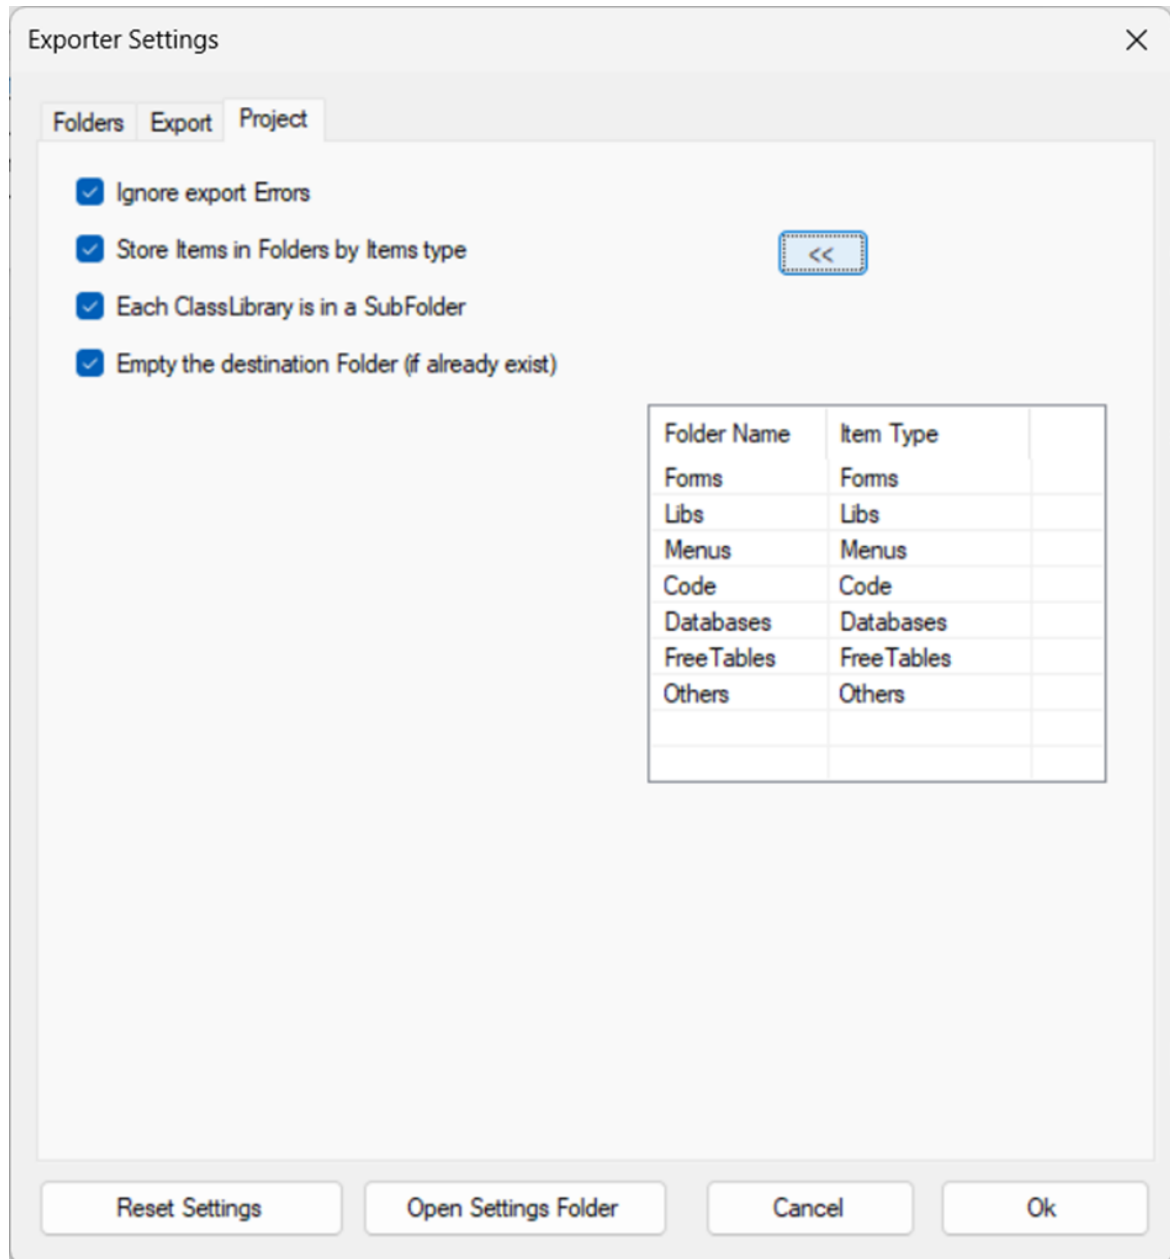 Exporter Settings
Folders Export Project
Ignore export Errors
Store Items in Folders by Items type
<<
Each ClassLibrary is in a SubFolder
Empty the destination Folder (if already exist)
Folder Name Item Type
Forms Forms
Libs Libs
Menus Menus
Code Code
Databases Databases
FreeTables FreeTables
Others Others
Reset Settings Open Settings Folder Cancel Ok